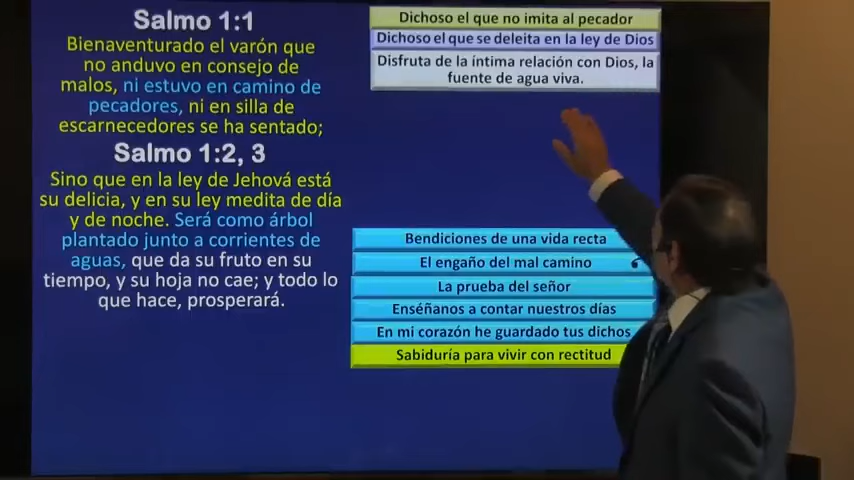 Salmo 1:1
Bienaventurado el varón que
no anduvo en consejo de
malos, ni estuvo en camino de
pecadores, ni en silla de
escarnecedores se ha sentado;
Salmo 1:2, 3
Sino que en la ley de Jehová está
su delicia, y en su ley medita de día
y de noche. Será como árbol
plantado junto a corrientes de
aguas, que da su fruto en su
tiempo, y su hoja no cae; y todo lo
que hace, prosperará.
Dichoso el que no imita al pecador
Dichoso el que se deleita en la ley de Dios
Disfruta de la íntima relación con Dios, la
fuente de agua viva.
Bendiciones de una vida recta
El engaño del mal camino
La prueba del señor
Enséñanos a contar nuestros días
En mi corazón he guardado tus dichos
Sabiduría para vivir con rectitud